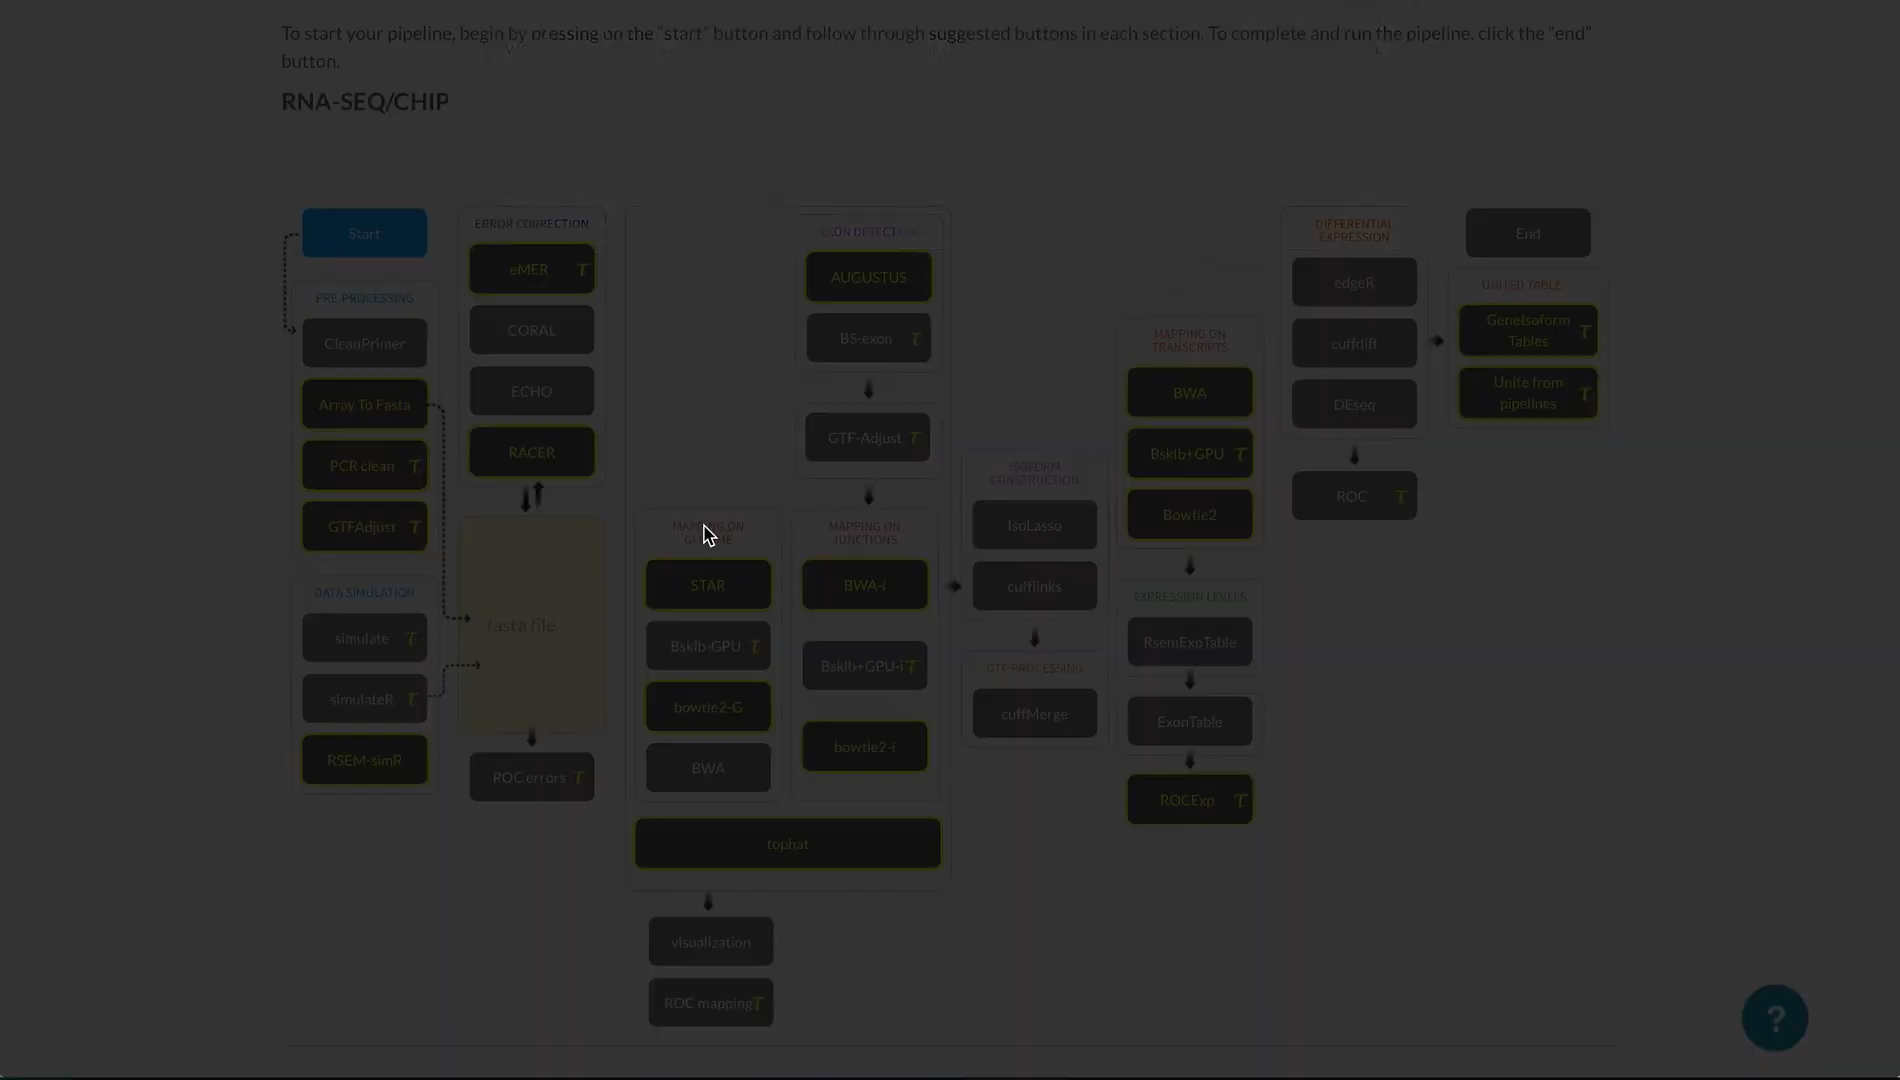 To start your pipeline, begin by pressing on the "start" button and follow through suggested buttons in each section. To complete and run the pipeline, click the "end"
button.
RNA-SEQ/CHIP
Start
PRE PROCESSING
CleanPrimer
Array To Fasta
PCR clean T
GTFAdjust T
DATA SIMULATION
simulate T
simulateR T
RSEM-simR
ERROR CORRECTION
eMER T
CORAL
ECHO
RACER
fasta file
ROC errors T
EXON DETECTION
AUGUSTUS
B5-exon T
GTF-Adjust T
MAPPING ON
STAR
Bsklb-GPU T
bowtie2-G
BWA
MAPPING ON
JUNCTIONS
BWA-i
Bsklb+GPU-i T
bowtie2-i
tophat
visualization
ROC mapping T
ISOFORM
CONSTRUCTION
IsoLasso
cufflinks
GTF-PROCESSING
cuffMerge
MAPPING ON
TRANSCRIPTS
BWA
Bsklb+GPU T
Bowtie2
EXPRESSION LEVELS
RsemExoTable
ExonTable
ROCExp T
DIFFERENTIAL
EXPRESSION
edgeR
cuffdiff
DEseq
ROC T
End
UNITED TABLE
GeneIsoform
Tables T
Unite from
pipelines T
?